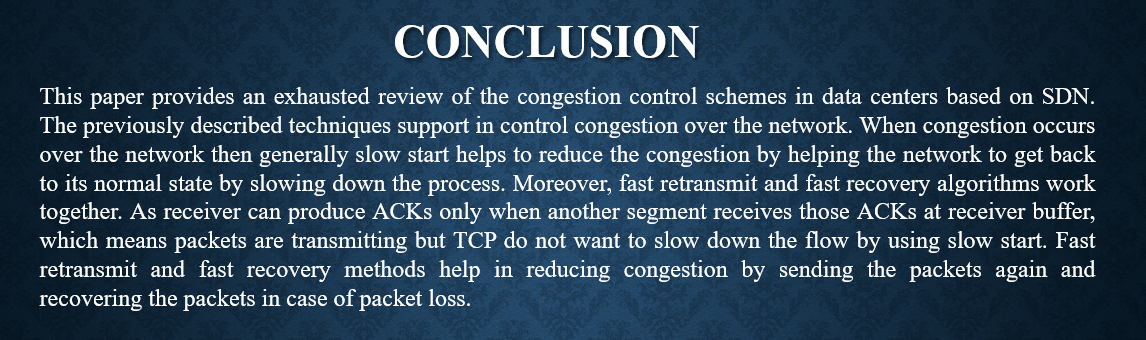 CONCLUSION
This paper provides an exhausted review of the congestion control schemes in data centers based on SDN.
The previously described techniques support in control congestion over the network. When congestion occurs
over the network then generally slow start helps to reduce the congestion by helping the network to get back
to its normal state by slowing down the process. Moreover, fast retransmit and fast recovery algorithms work
together. As receiver can produce ACKs only when another segment receives those ACKs at receiver buffer,
which means packets are transmitting but TCP do not want to slow down the flow by using slow start. Fast
retransmit and fast recovery methods help in reducing congestion by sending the packets again and
recovering the packets in case of packet loss.